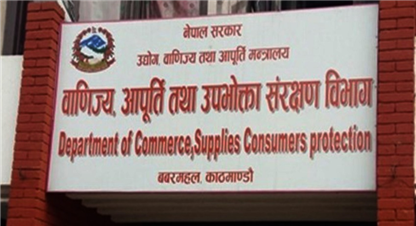 नेपाल सरकार
उद्योग, वाणिज्य तथा आपूर्ति मन्त्रालय
वाणिज्य, आपूर्ति तथा उपभोक्ता संरक्षण विभाग
Department of Commerce,Supplies Consumers protection
बबरमहल, काठमाण्डौ